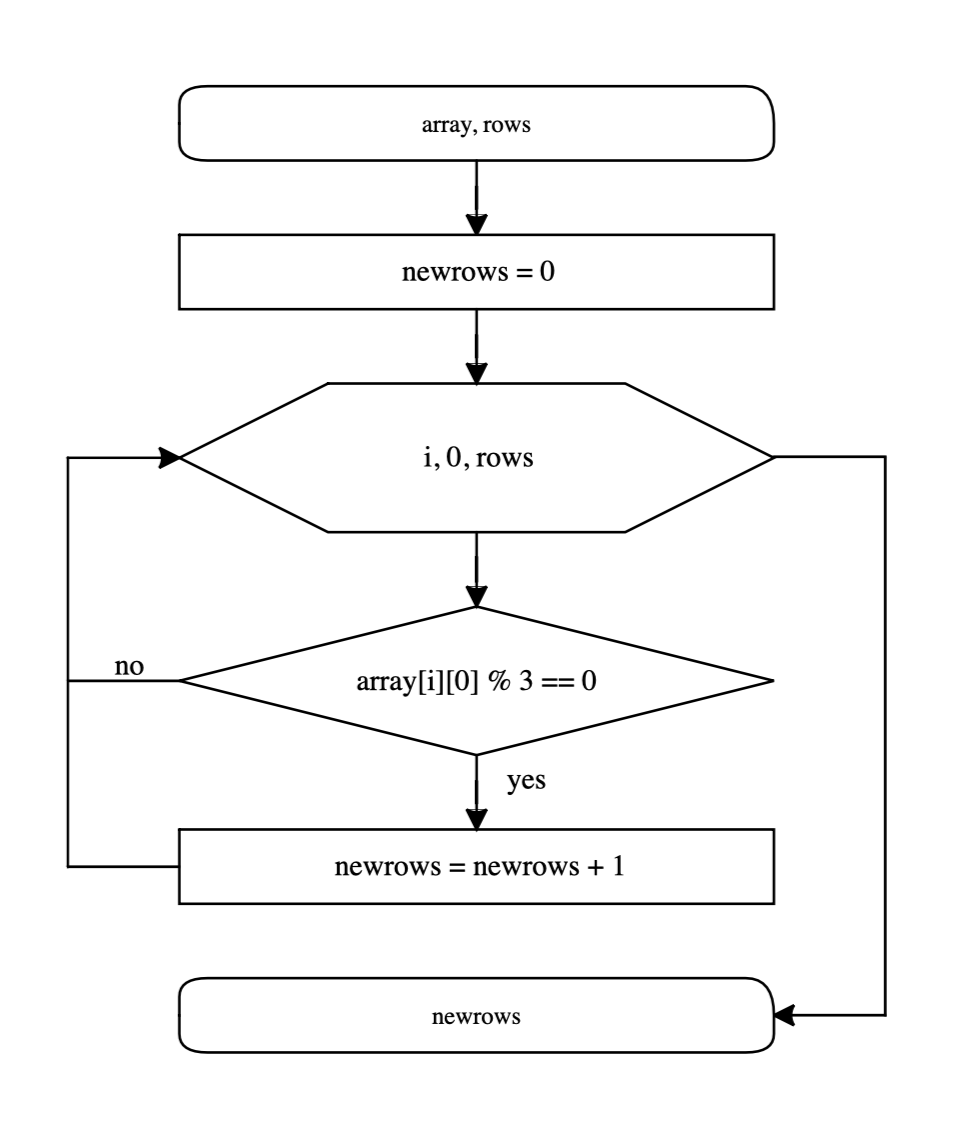 array, rows
newrows = 0
i, 0, rows
array[i][0] % 3 == 0
no
yes
newrows = newrows + 1
newrows